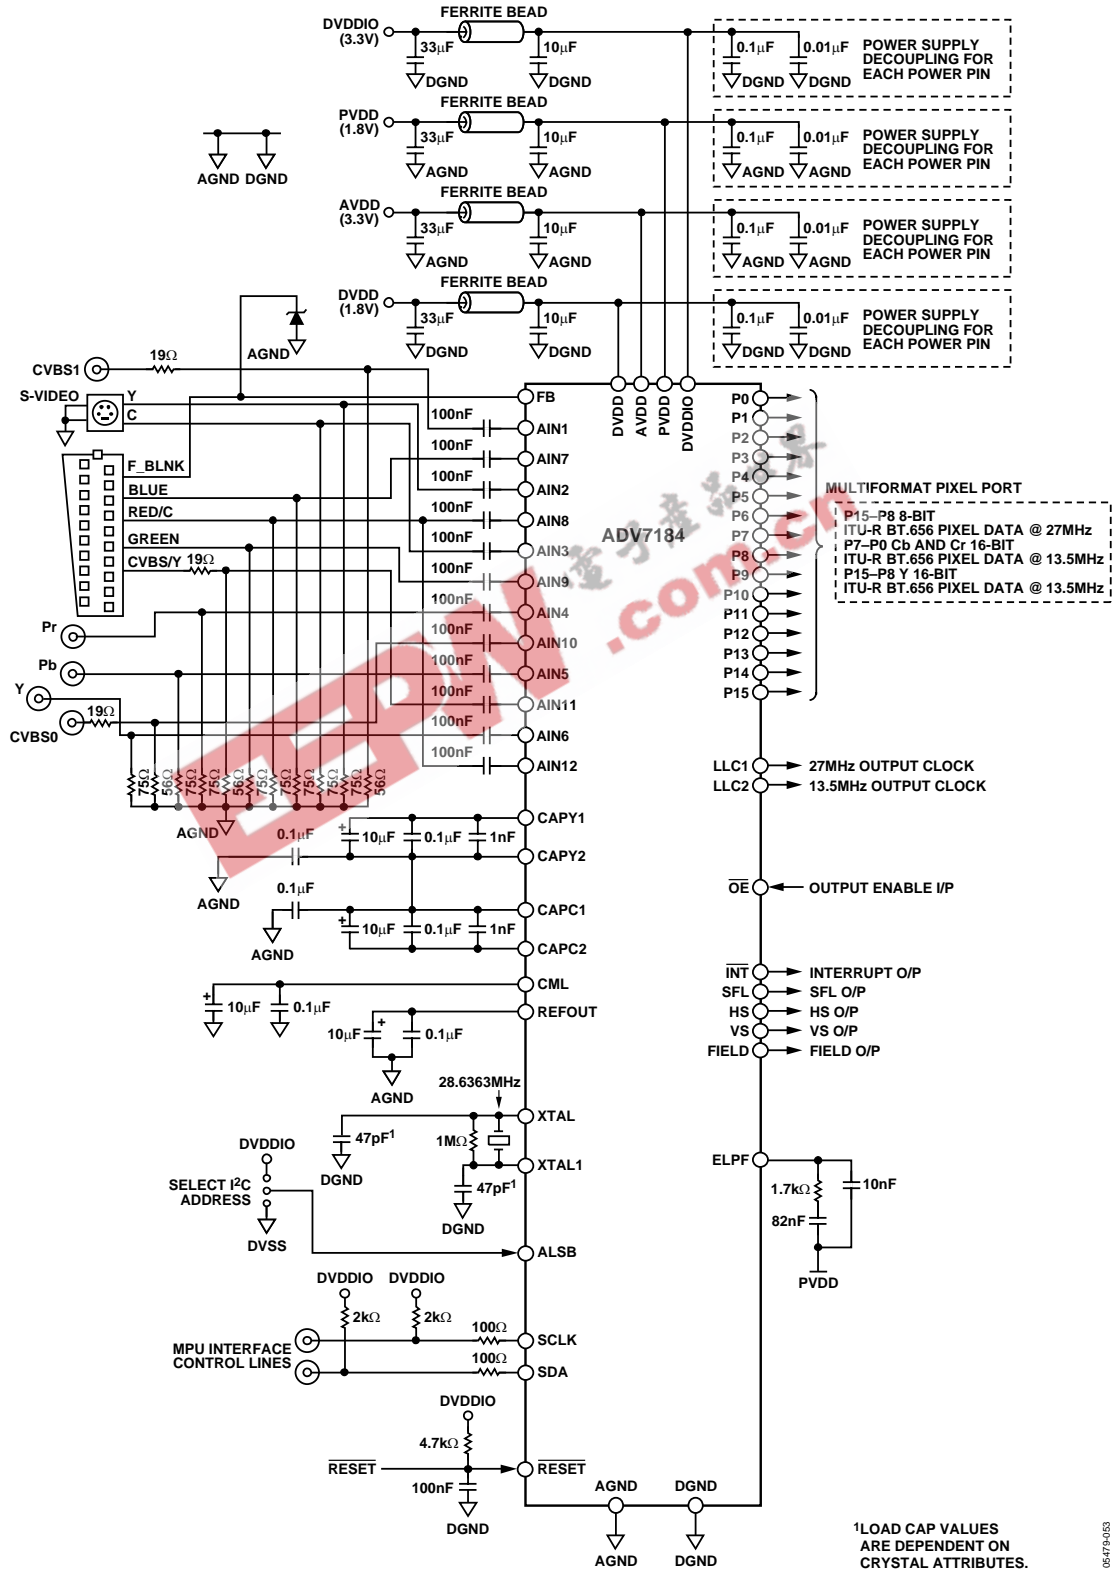 FERRITE BEAD
DVDDIO
(3.3V)
33µF
10µF
0.1µF
0.01µF
DGND
DGND
DGND
DGND
POWER SUPPLY
DECOUPLING FOR
EACH POWER PIN
FERRITE BEAD
PVDD
(1.8V)
33µF
10µF
0.1µF
0.01µF
AGND
AGND
AGND
AGND
POWER SUPPLY
DECOUPLING FOR
EACH POWER PIN
AGND DGND
FERRITE BEAD
AVDD
(3.3V)
33µF
10µF
0.1µF
0.01µF
AGND
AGND
AGND
AGND
POWER SUPPLY
DECOUPLING FOR
EACH POWER PIN
FERRITE BEAD
DVDD
(1.8V)
33µF
10µF
0.1µF
0.01µF
DGND
DGND
DGND
DGND
POWER SUPPLY
DECOUPLING FOR
EACH POWER PIN
AGND
CVBS1
19Ω
S-VIDEO
Y
C
F_BLNK
BLUE
RED/C
GREEN
CVBS/Y
19Ω
Pr
Pb
Y
CVBS0
19Ω
75Ω
56Ω
75Ω
75Ω
56Ω
75Ω
75Ω
75Ω
75Ω
56Ω
AGND
100nF
100nF
100nF
100nF
100nF
100nF
100nF
100nF
100nF
100nF
100nF
100nF
FB
AIN1
AIN7
AIN2
AIN8
AIN3
AIN9
AIN4
AIN10
AIN5
AIN11
AIN6
AIN12
DVDD
AVDD
PVDD
DVDDIO
ADV7184
P0
P1
P2
P3
P4
P5
P6
P7
P8
P9
P10
P11
P12
P13
P14
P15
MULTIFORMAT PIXEL PORT
P15–P8 8-BIT
ITU-R BT.656 PIXEL DATA @ 27MHz
P7–P0 Cb AND Cr 16-BIT
ITU-R BT.656 PIXEL DATA @ 13.5MHz
P15–P8 Y 16-BIT
ITU-R BT.656 PIXEL DATA @ 13.5MHz
EEPW
.com.cn
電子産品世界
LLC1
27MHz OUTPUT CLOCK
LLC2
13.5MHz OUTPUT CLOCK
0.1µF
+
10µF
0.1µF
1nF
CAPY1
CAPY2
AGND
0.1µF
+
10µF
0.1µF
1nF
CAPC1
CAPC2
AGND
OE
OUTPUT ENABLE I/P
+
10µF
0.1µF
CML
REFOUT
10µF
+
0.1µF
AGND
INT
INTERRUPT O/P
SFL
SFL O/P
HS
HS O/P
VS
VS O/P
FIELD
FIELD O/P
28.6363MHz
XTAL
47pF1
1MΩ
DGND
XTAL1
47pF1
DGND
ELPF
1.7kΩ
10nF
82nF
PVDD
DVDDIO
SELECT I2C
ADDRESS
DVSS
ALSB
DVDDIO
DVDDIO
2kΩ
2kΩ
MPU INTERFACE
CONTROL LINES
100Ω
SCLK
100Ω
SDA
DVDDIO
4.7kΩ
RESET
RESET
100nF
DGND
AGND
DGND
AGND
DGND
1LOAD CAP VALUES
ARE DEPENDENT ON
CRYSTAL ATTRIBUTES.
05479-053